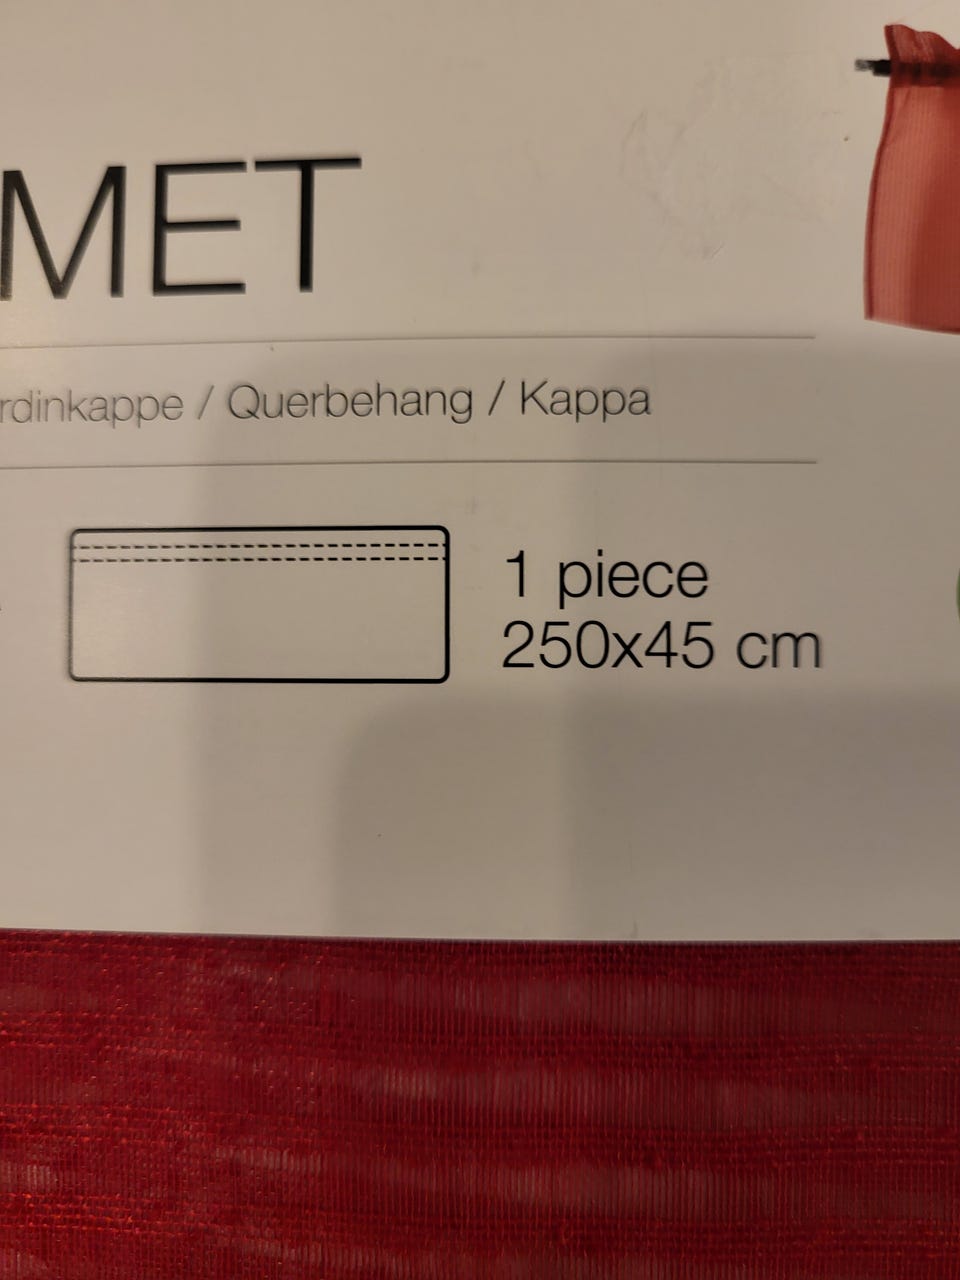 MET
rdinkappe / Querbehang / Kappa
1 piece
250x45 cm